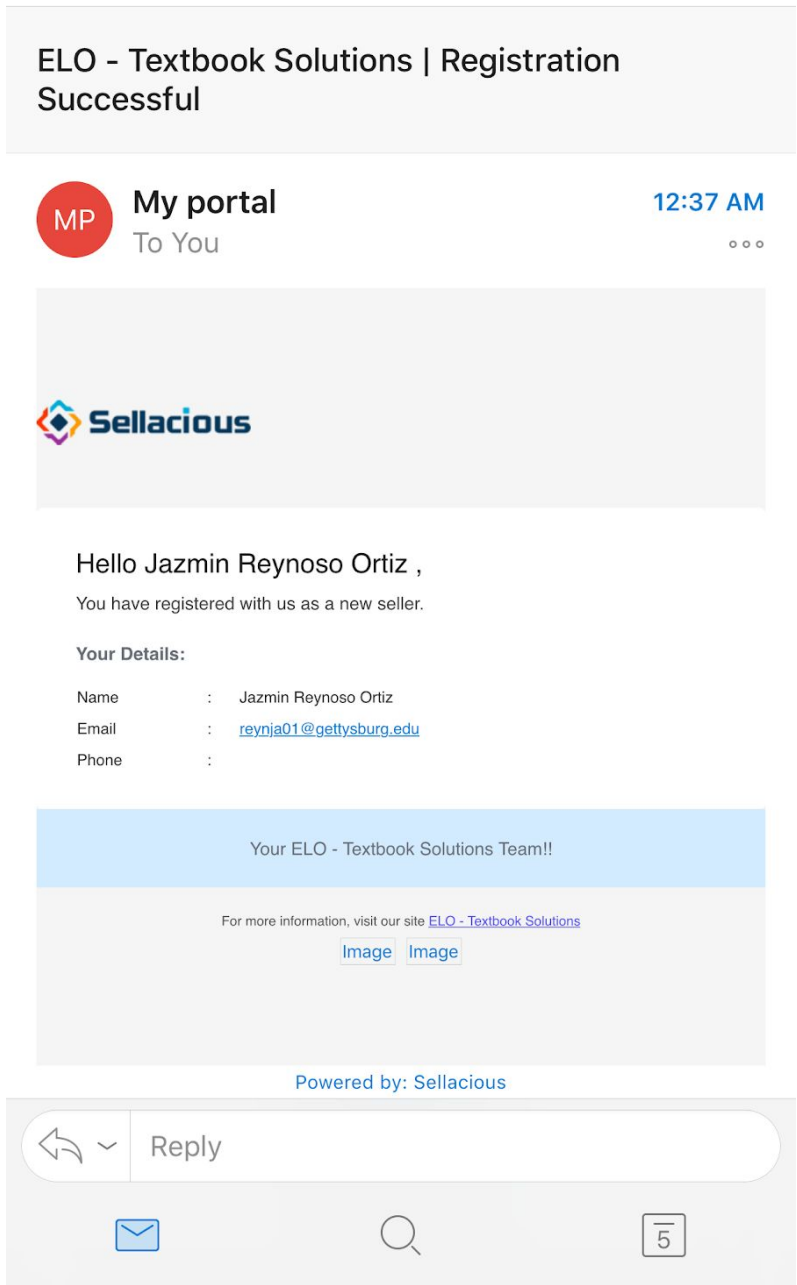 ELO - Textbook Solutions | Registration
Successful
MP
My portal
12:37 AM
To You
Sellacious
Hello Jazmin Reynoso Ortiz ,
You have registered with us as a new seller.
Your Details:
Name : Jazmin Reynoso Ortiz
Email : reynja01@gettysburg.edu
Phone :
Your ELO - Textbook Solutions Team!!
For more information, visit our site ELO - Textbook Solutions
Image Image
Powered by: Sellacious
Reply
5